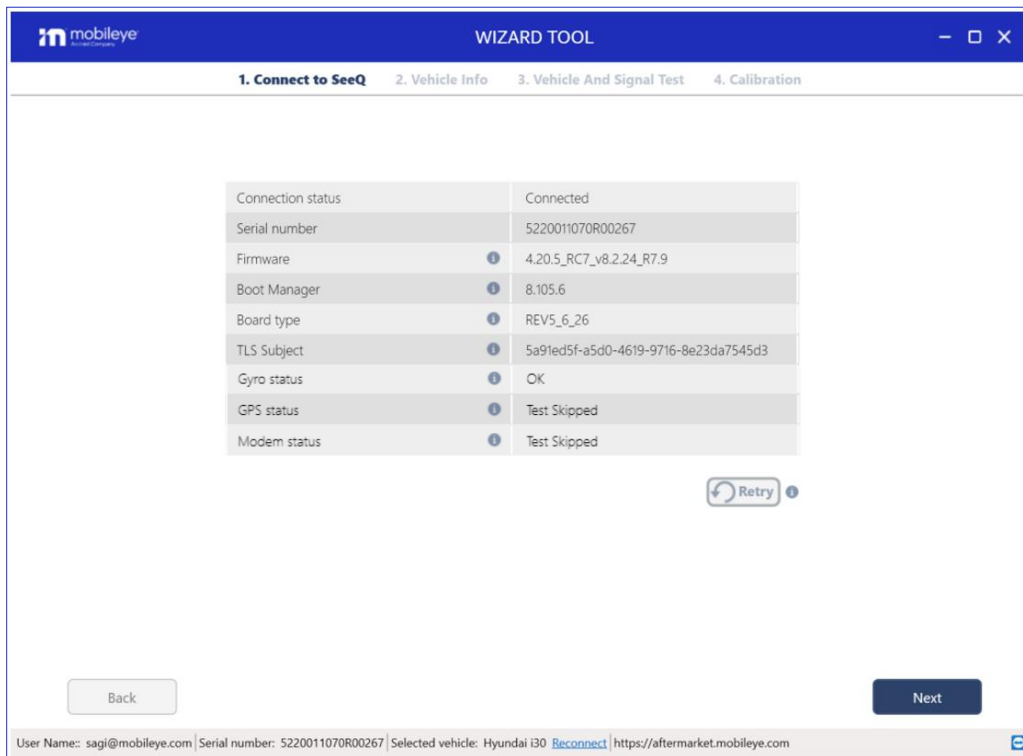 mobileye
An Intel Company
WIZARD TOOL
1. Connect to SeeQ 2. Vehicle Info 3. Vehicle And Signal Test 4. Calibration
Connection status Connected
Serial number 5220011070R00267
Firmware 4.20.5_RC7_v8.2.24_R7.9
Boot Manager 8.105.6
Board type REV5_6_26
TLS Subject 5a91ed5f-a5d0-4619-9716-8e23da7545d3
Gyro status OK
GPS status Test Skipped
Modem status Test Skipped
Retry
Back Next
User Name:: sagi@mobileye.com Serial number: 5220011070R00267 Selected vehicle: Hyundai i30 Reconnect https://aftermarket.mobileye.com